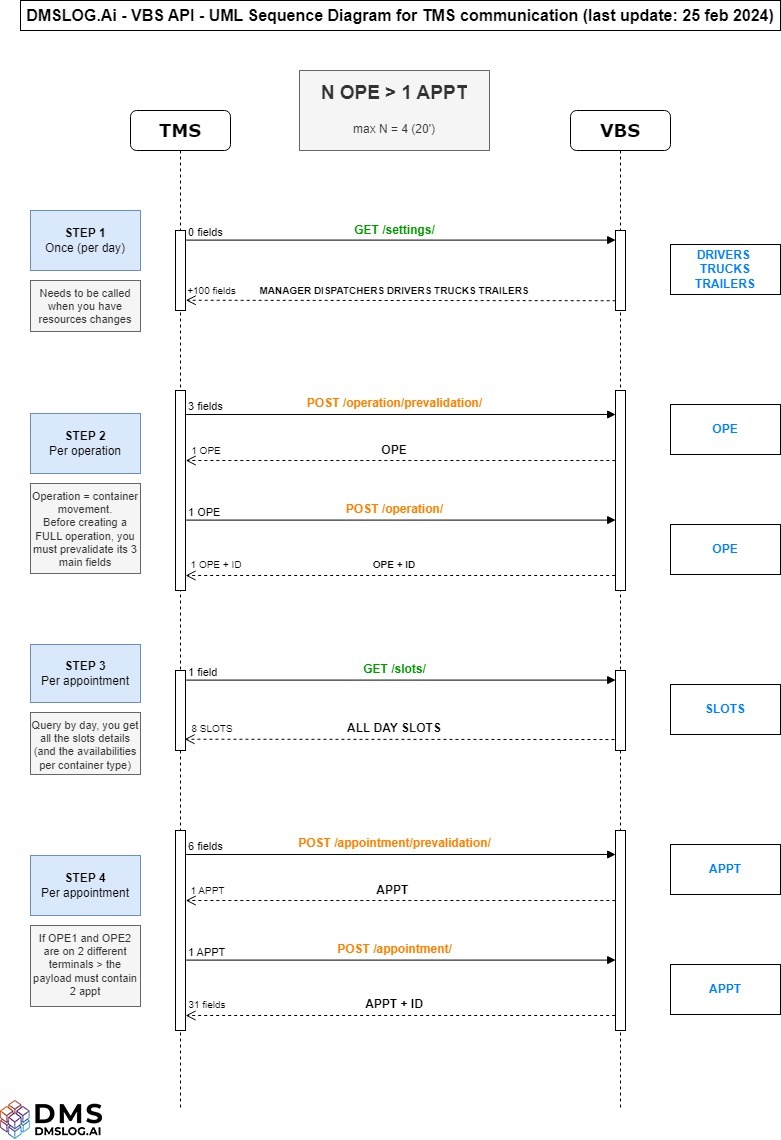 DMSLOG.Ai - VBS API - UML Sequence Diagram for TMS communication (last update: 25 feb 2024)
N OPE > 1 APPT
max N = 4 (20')
TMS
VBS
STEP 1
Once (per day)
Needs to be called
when you have
resources changes
0 fields
GET /settings/
+100 fields
MANAGER DISPATCHERS DRIVERS TRUCKS TRAILERS
DRIVERS
TRUCKS
TRAILERS
STEP 2
Per operation
Operation = container
movement.
Before creating a
FULL operation, you
must prevalidate its 3
main fields
3 fields
POST /operation/prevalidation/
1 OPE
OPE
1 OPE
POST /operation/
1 OPE + ID
OPE + ID
OPE
OPE
STEP 3
Per appointment
Query by day, you get
all the slots details
(and the availabilities
per container type)
1 field
GET /slots/
8 SLOTS
ALL DAY SLOTS
SLOTS
STEP 4
Per appointment
If OPE1 and OPE2
are on 2 different
terminals > the
payload must contain
2 appt
6 fields
POST /appointment/prevalidation/
1 APPT
APPT
1 APPT
POST /appointment/
31 fields
APPT + ID
APPT
APPT
DMS
DMSLOG.AI